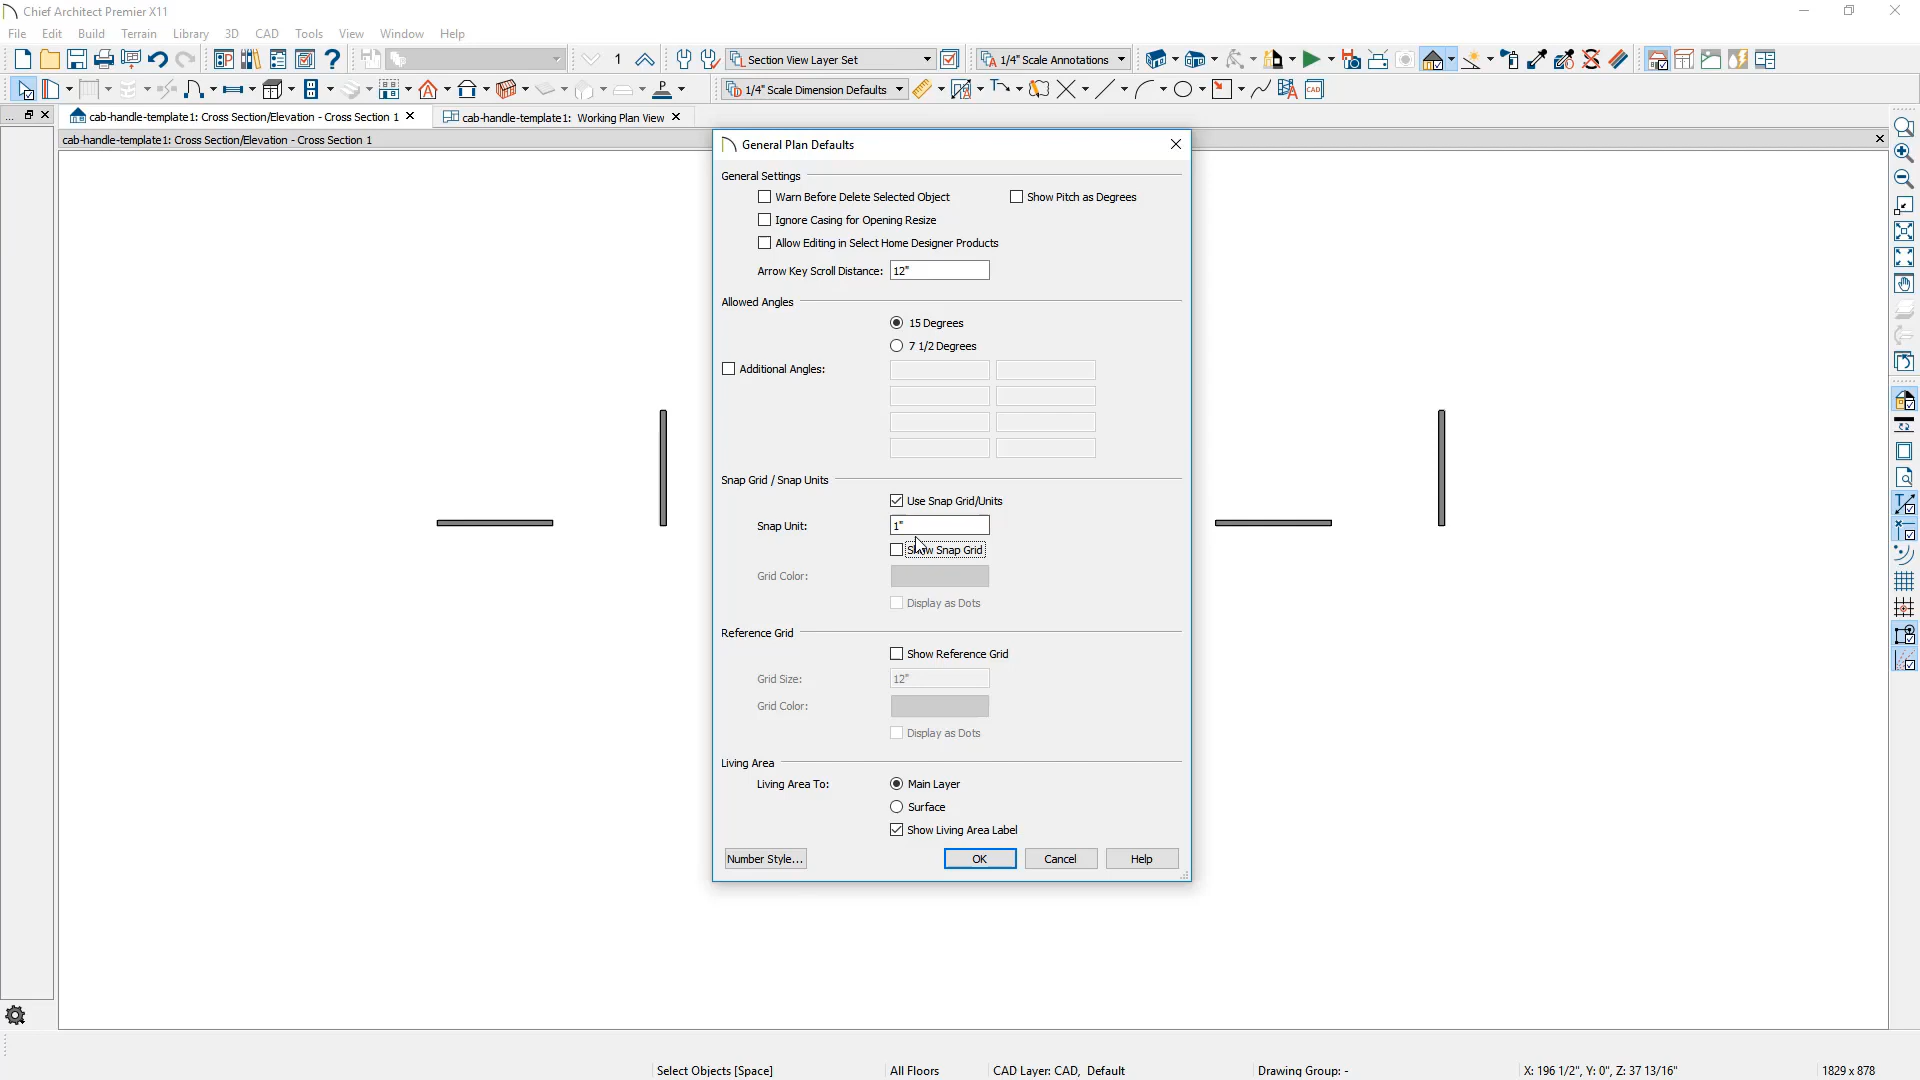 Chief Architect Premier X11
File Edit Build Terrain Library 3D CAD Tools View Window Help
1 Section View Layer Set 1/4" Scale Annotations
1/4" Scale Dimension Defaults CAD
... cab-handle-template1: Cross Section/Elevation - Cross Section 1 cab-handle-template1: Working Plan View
cab-handle-template1: Cross Section/Elevation - Cross Section 1
General Plan Defaults
General Settings
Warn Before Delete Selected Object Show Pitch as Degrees
Ignore Casing for Opening Resize
Allow Editing in Select Home Designer Products
Arrow Key Scroll Distance: 12"
Allowed Angles
15 Degrees
7 1/2 Degrees
Additional Angles:
Snap Grid / Snap Units
Use Snap Grid/Units
Snap Unit: 1"
Show Snap Grid
Grid Color:
Display as Dots
Reference Grid
Show Reference Grid
Grid Size: 12"
Grid Color:
Display as Dots
Living Area
Living Area To: Main Layer
Surface
Show Living Area Label
Number Style... OK Cancel Help
Select Objects [Space] All Floors CAD Layer: CAD, Default Drawing Group: - X: 196 1/2", Y: 0", Z: 37 13/16" 1829 x 878